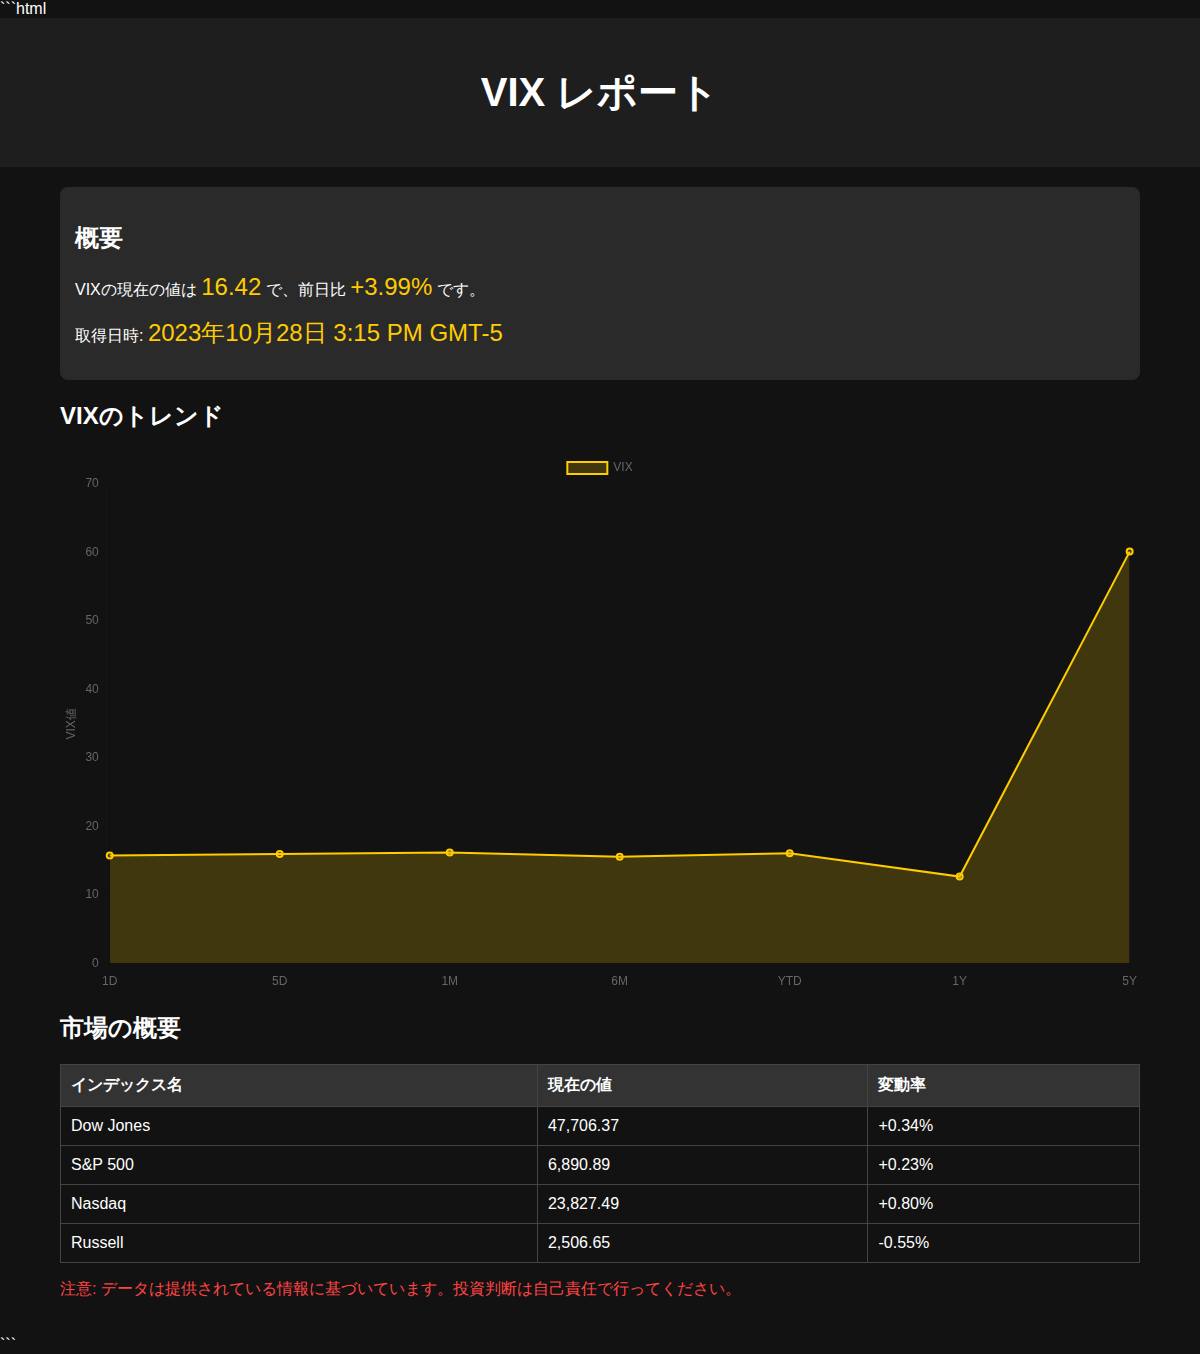 ```html
VIX レポート
概要
VIXの現在の値は 16.42 で、前日比 +3.99% です。
取得日時: 2023年10月28日 3:15 PM GMT-5
VIXのトレンド
VIX
70
60
50
40
30
20
10
0
VIX値
1D 5D 1M 6M YTD 1Y 5Y
市場の概要
インデックス名 現在の値 変動率
Dow Jones 47,706.37 +0.34%
S&P 500 6,890.89 +0.23%
Nasdaq 23,827.49 +0.80%
Russell 2,506.65 -0.55%
注意: データは提供されている情報に基づいています。投資判断は自己責任で行ってください。
```